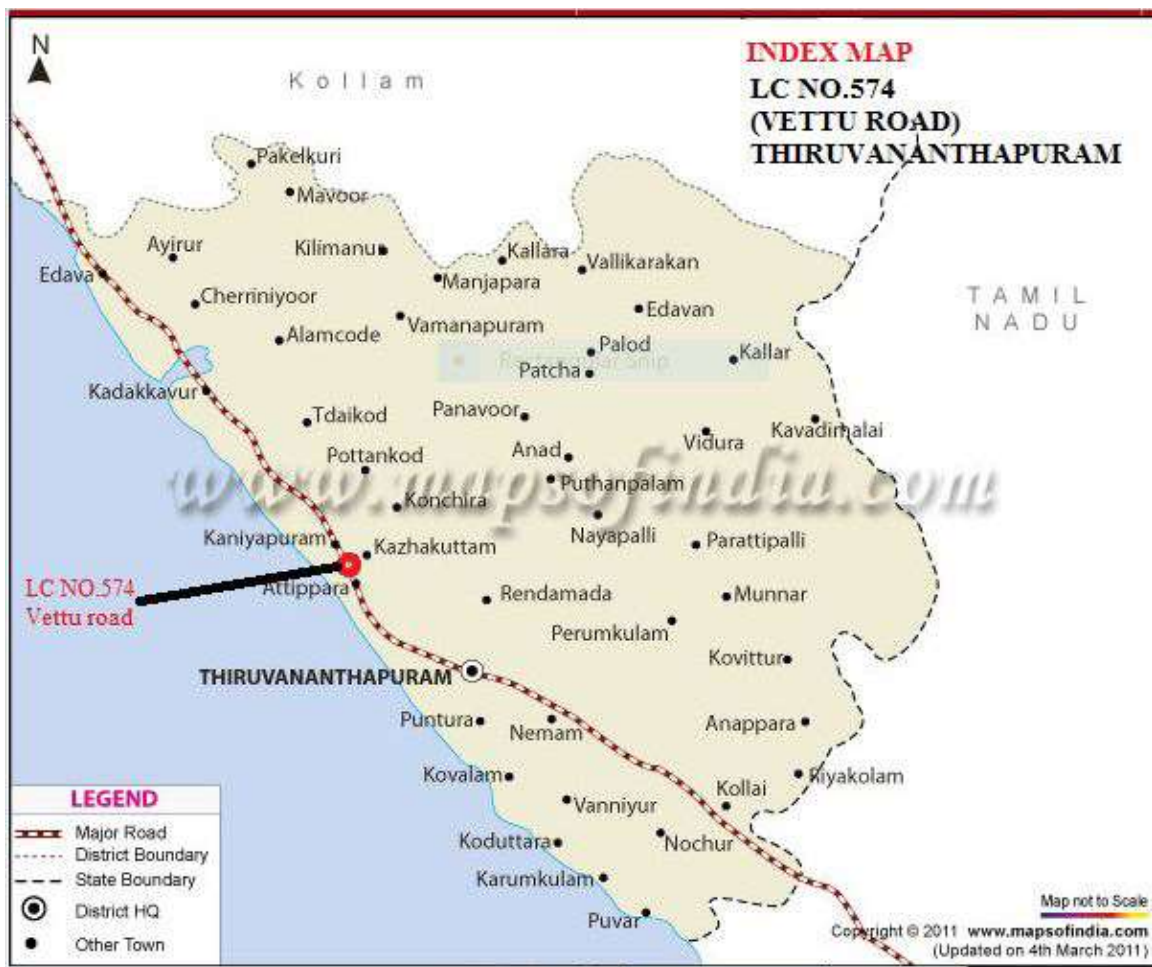 N
Kollam
INDEX MAP
LC NO.574
(VETTU ROAD)
THIRUVANANTHAPURAM
Pakelkuri
Mavoor
Ayirur
Kilimanur
Kallara
Vallikarakan
Edava
Manjapara
Cherriniyoor
Edavan
TAMIL
NADU
Vamanapuram
Alamcode
Palod
Kallar
Rectangular Snip
Patcha
Kadakkavur
Panavoor
Tdaikod
Kavadimalai
Vidura
Anad
Pottankod
www.mapsofindia.com
Puthanpalam
Konchira
Nayapalli
Kaniyapuram
Parattipalli
Kazhakuttam
LC NO.574
Vettu road
Attippara
Rendamada
Munnar
Perumkulam
Kovittur
THIRUVANANTHAPURAM
Puntura
Nemam
Anappara
Kovalam
Riyakolam
Kollai
Vanniyur
Koduttara
Nochur
Karumkulam
Puvar
LEGEND
Major Road
District Boundary
State Boundary
District HQ
Other Town
Map not to Scale
Copyright © 2011 www.mapsofindia.com
(Updated on 4th March 2011)